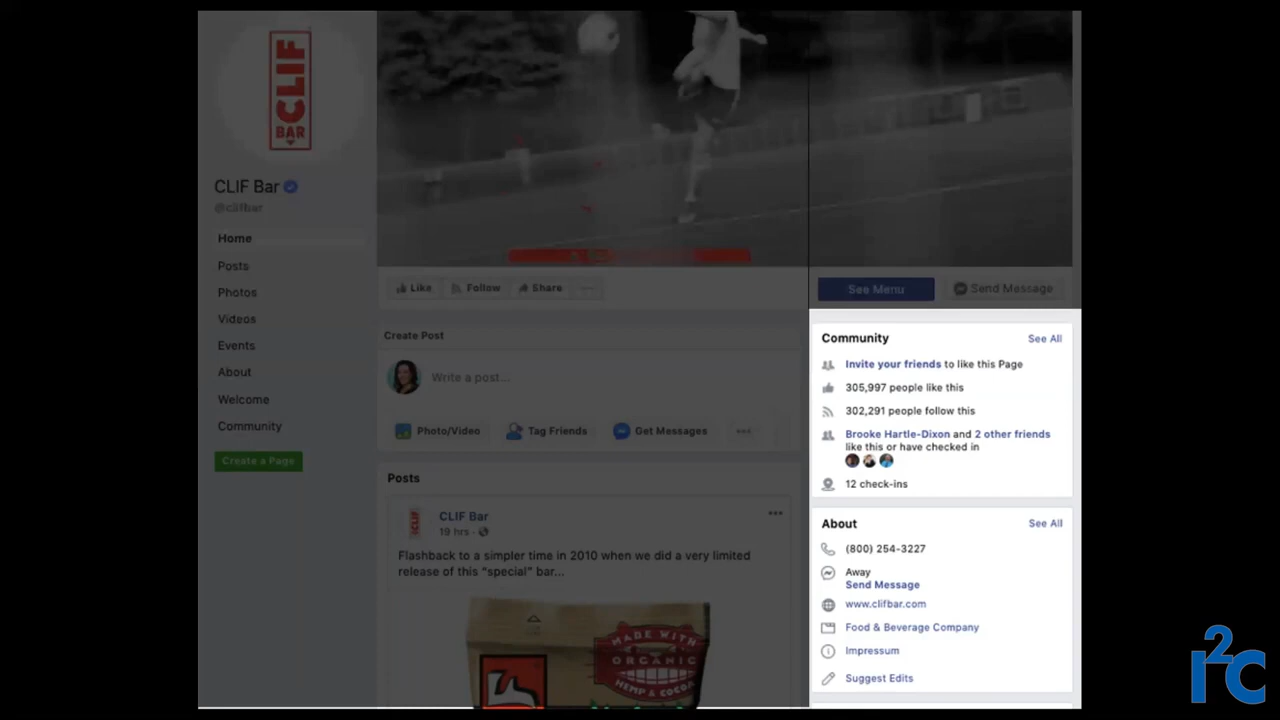 CLIF
BAR
CLIF Bar
@clifbar
Home
Posts
Photos
Videos
Events
About
Welcome
Community
Create a Page
Like
Follow
Share
See Menu
Send Message
Create Post
Write a post...
Photo/Video
Tag Friends
Get Messages
Posts
CLIF Bar
19 hrs ·
Flashback to a simpler time in 2010 when we did a very limited
release of this "special" bar...
MADE WITH
ORGANIC
HEMP & COCOA
Community
See All
Invite your friends to like this Page
305,997 people like this
302,291 people follow this
Brooke Hartle-Dixon and 2 other friends
like this or have checked in
12 check-ins
About
See All
(800) 254-3227
Away
Send Message
www.clifbar.com
Food & Beverage Company
Impressum
Suggest Edits
r2c